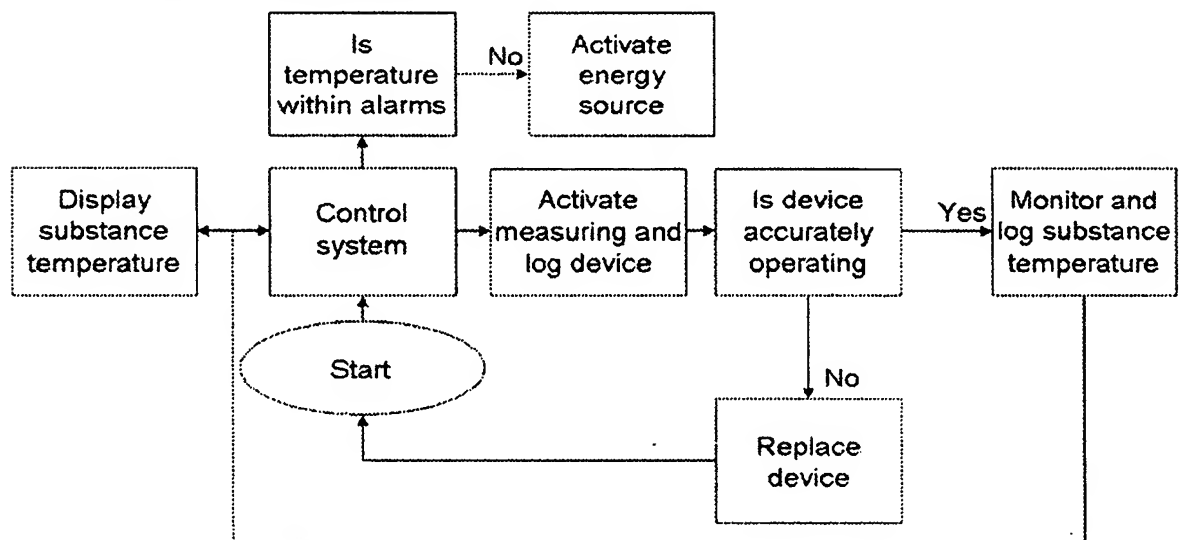 Is
temperature
within alarms
No
Activate
energy
source
Display
substance
temperature
Control
system
Activate
measuring and
log device
Is device
accurately
operating
Yes
Monitor and
log substance
temperature
Start
No
Replace
device